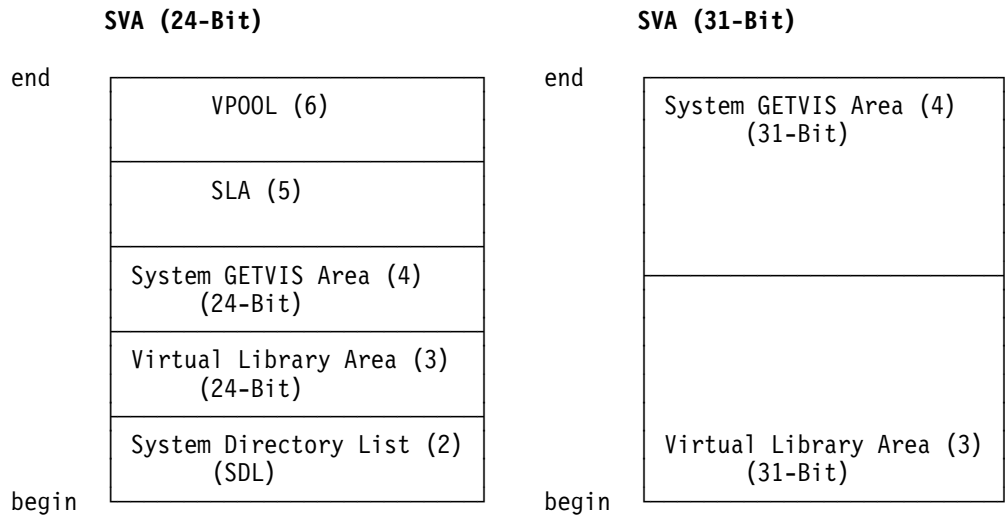 SVA (24-Bit)
end
VPOOL (6)
SLA (5)
System GETVIS Area (4)
(24-Bit)
Virtual Library Area (3)
(24-Bit)
System Directory List (2)
(SDL)
begin
SVA (31-Bit)
end
System GETVIS Area (4)
(31-Bit)
Virtual Library Area (3)
(31-Bit)
begin